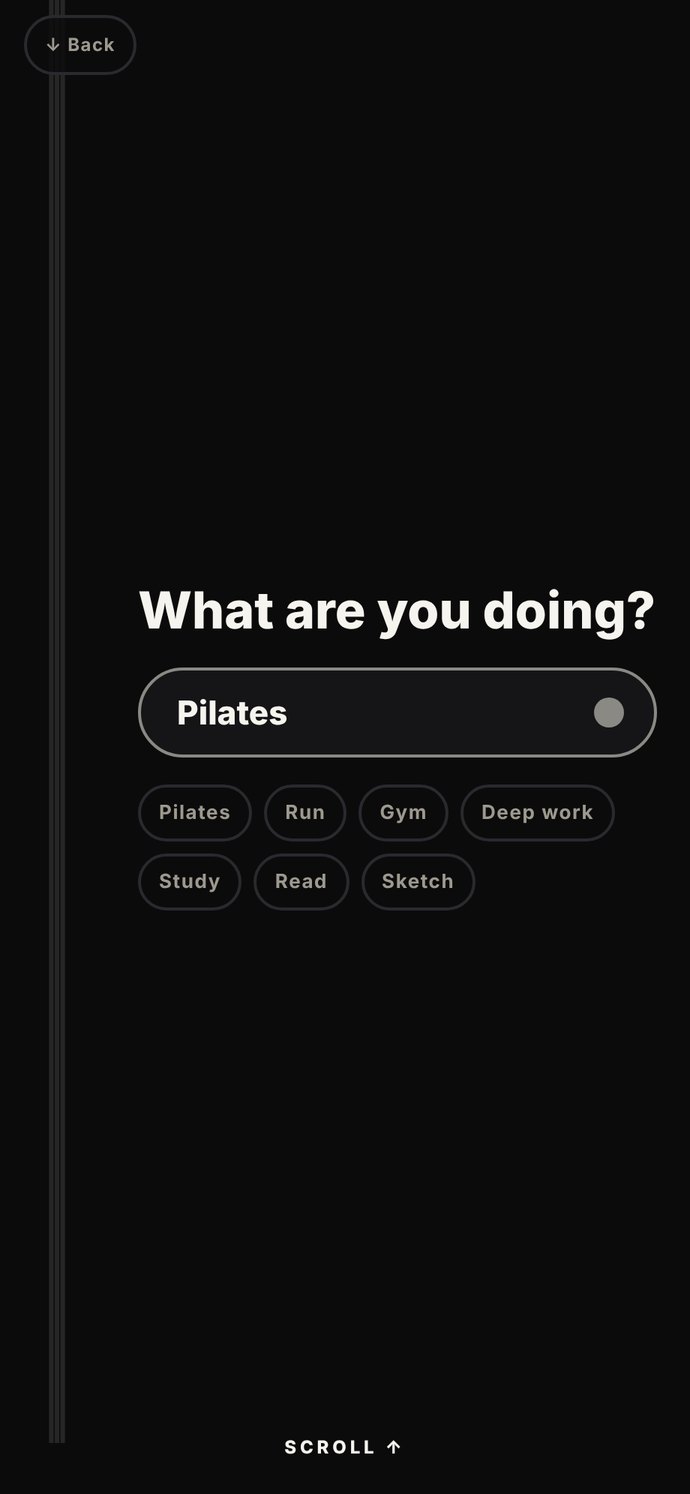 ↓ Back
What are you doing?
Pilates
Pilates Run Gym Deep work
Study Read Sketch
SCROLL ↑